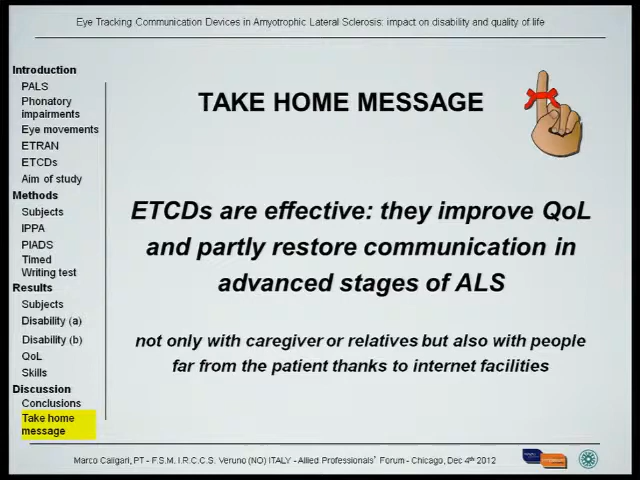 Eye Tracking Communication Devices in Amyotrophic Lateral Sclerosis: impact on disability and quality of life
Introduction
PALS
Phonatory
impairments
Eye movements
ETRAN
ETCDs
Aim of study
Methods
Subjects
IPPA
PIADS
Timed
Writing test
Results
Subjects
Disability (a)
Disability (b)
QoL
Skills
Discussion
Conclusions
Take home
message
TAKE HOME MESSAGE
ETCDs are effective: they improve QoL
and partly restore communication in
advanced stages of ALS
not only with caregiver or relatives but also with people
far from the patient thanks to internet facilities
Marco Caligari, PT - F.S.M. I.R.C.C.S. Veruno (NO) ITALY - Allied Professionals' Forum - Chicago, Dec 4th 2012